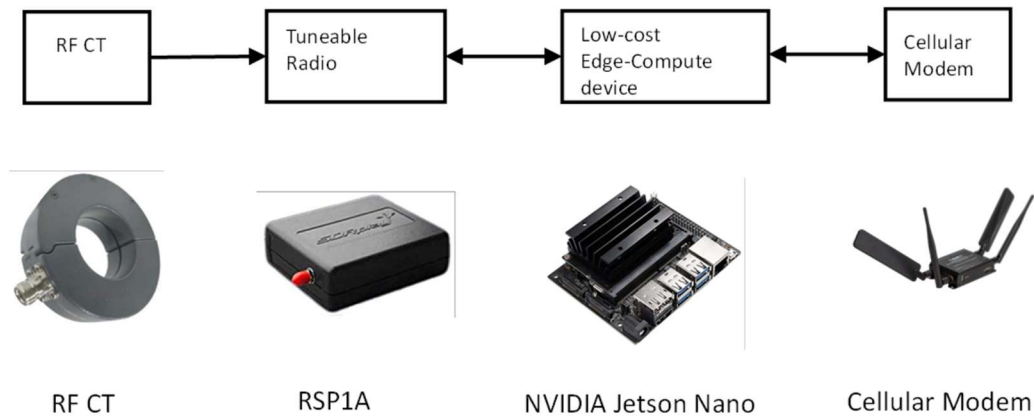 RF CT
Tuneable
Radio
Low-cost
Edge-Compute
device
Cellular
Modem
SDRplay
RF CT
RSP1A
NVIDIA Jetson Nano
Cellular Modem